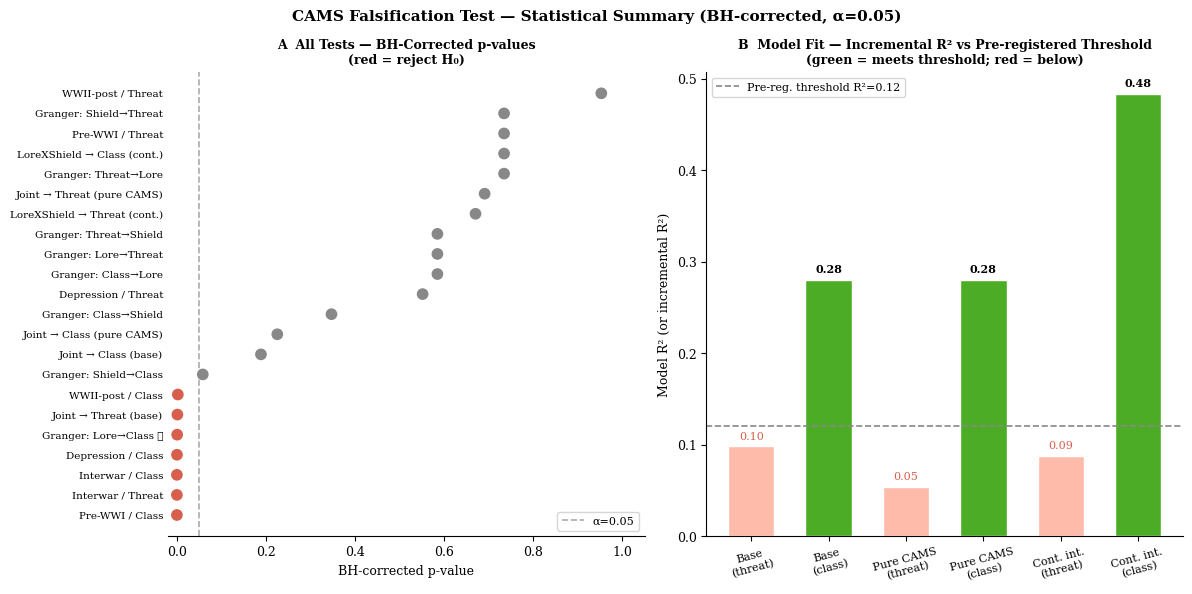 CAMS Falsification Test — Statistical Summary (BH-corrected, α=0.05)
A  All Tests — BH-Corrected p-values
(red = reject H₀)
WWII-post / Threat
Granger: Shield→Threat
Pre-WWI / Threat
LoreXShield → Class (cont.)
Granger: Threat→Lore
Joint → Threat (pure CAMS)
LoreXShield → Threat (cont.)
Granger: Threat→Shield
Granger: Lore→Threat
Granger: Class→Lore
Depression / Threat
Granger: Class→Shield
Joint → Class (pure CAMS)
Joint → Class (base)
Granger: Shield→Class
WWII-post / Class
Joint → Threat (base)
Granger: Lore→Class
Depression / Class
Interwar / Class
Interwar / Threat
Pre-WWI / Class
α=0.05
0.0 0.2 0.4 0.6 0.8 1.0
BH-corrected p-value
B  Model Fit — Incremental R² vs Pre-registered Threshold
(green = meets threshold; red = below)
Pre-reg. threshold R²=0.12
Model R² (or incremental R²)
0.5
0.4
0.3
0.2
0.1
0.0
0.10
0.28
0.05
0.28
0.09
0.48
Base
(threat)
Base
(class)
Pure CAMS
(threat)
Pure CAMS
(class)
Cont. int.
(threat)
Cont. int.
(class)